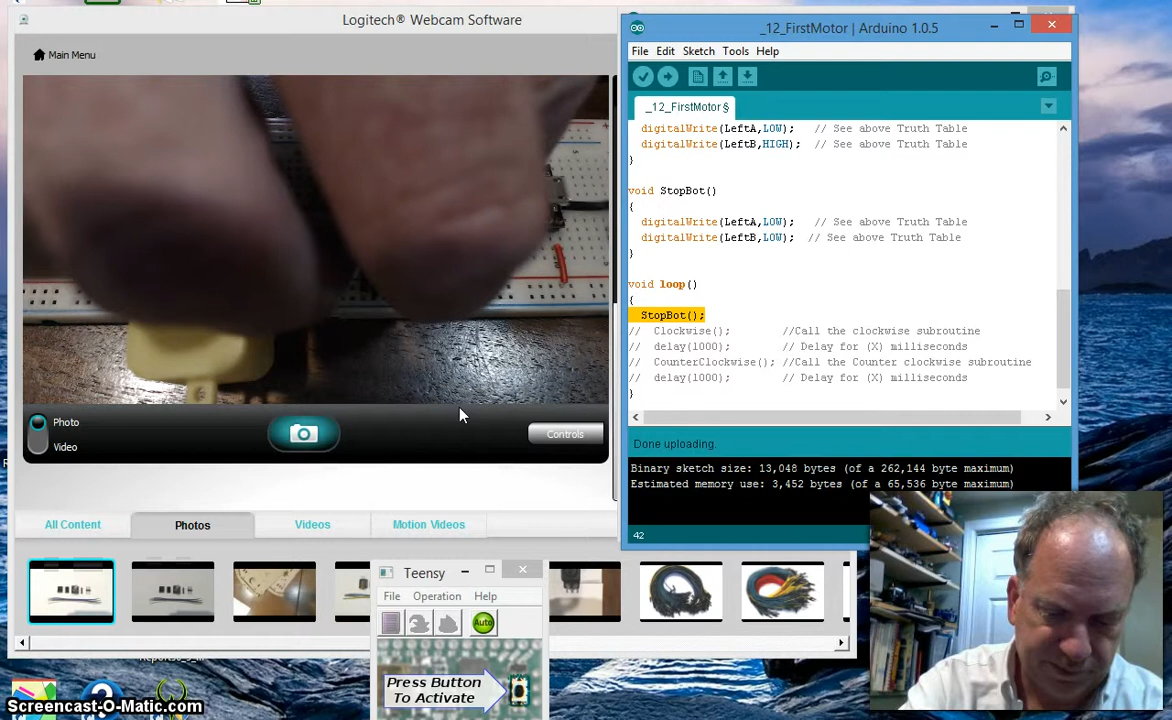 Logitech® Webcam Software
Main Menu
Photo
Video
Controls
All Content
Photos
Videos
Motion Videos
_12_FirstMotor | Arduino 1.0.5
File Edit Sketch Tools Help
_12_FirstMotor §
digitalWrite(LeftA,LOW); // See above Truth Table
digitalWrite(LeftB,HIGH); // See above Truth Table
}
void StopBot()
{
digitalWrite(LeftA,LOW); // See above Truth Table
digitalWrite(LeftB,LOW); // See above Truth Table
}
void loop()
{
StopBot();
// Clockwise(); //Call the clockwise subroutine
// delay(1000); // Delay for (X) milliseconds
// CounterClockwise(); //Call the Counter clockwise subroutine
// delay(1000); // Delay for (X) milliseconds
}
Done uploading.
Binary sketch size: 13,048 bytes (of a 262,144 byte maximum)
Estimated memory use: 3,452 bytes (of a 65,536 byte maximum)
42
Teensy
File Operation Help
Auto
Press Button
To Activate
Screencast-O-Matic.com